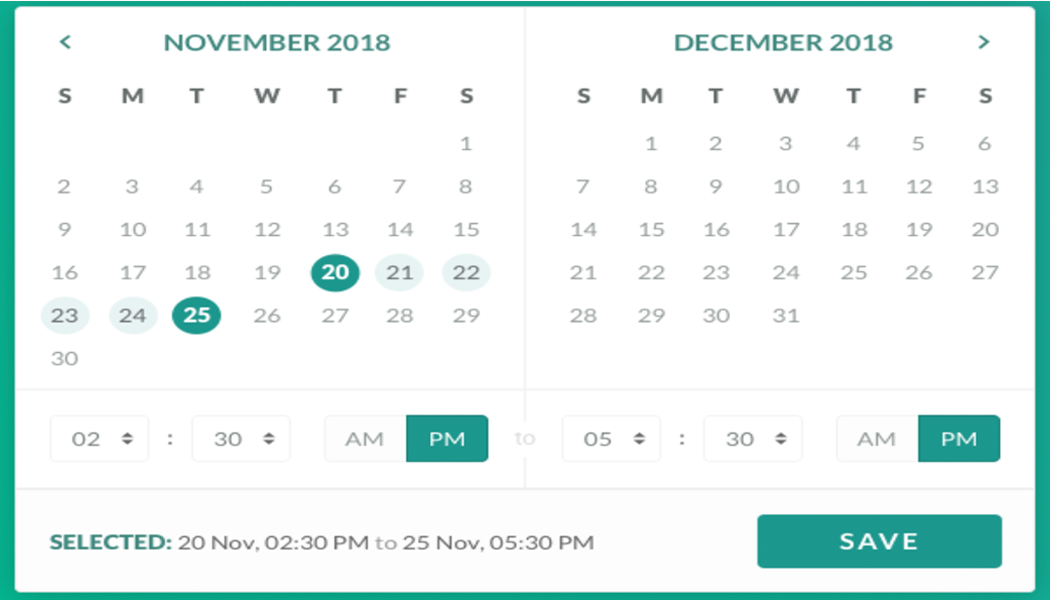 < NOVEMBER 2018
S M T W T F S
1
2 3 4 5 6 7 8
9 10 11 12 13 14 15
16 17 18 19 20 21 22
23 24 25 26 27 28 29
30
DECEMBER 2018 >
S M T W T F S
1 2 3 4 5 6
7 8 9 10 11 12 13
14 15 16 17 18 19 20
21 22 23 24 25 26 27
28 29 30 31
02 : 30 AM PM to 05 : 30 AM PM
SELECTED: 20 Nov, 02:30 PM to 25 Nov, 05:30 PM
SAVE